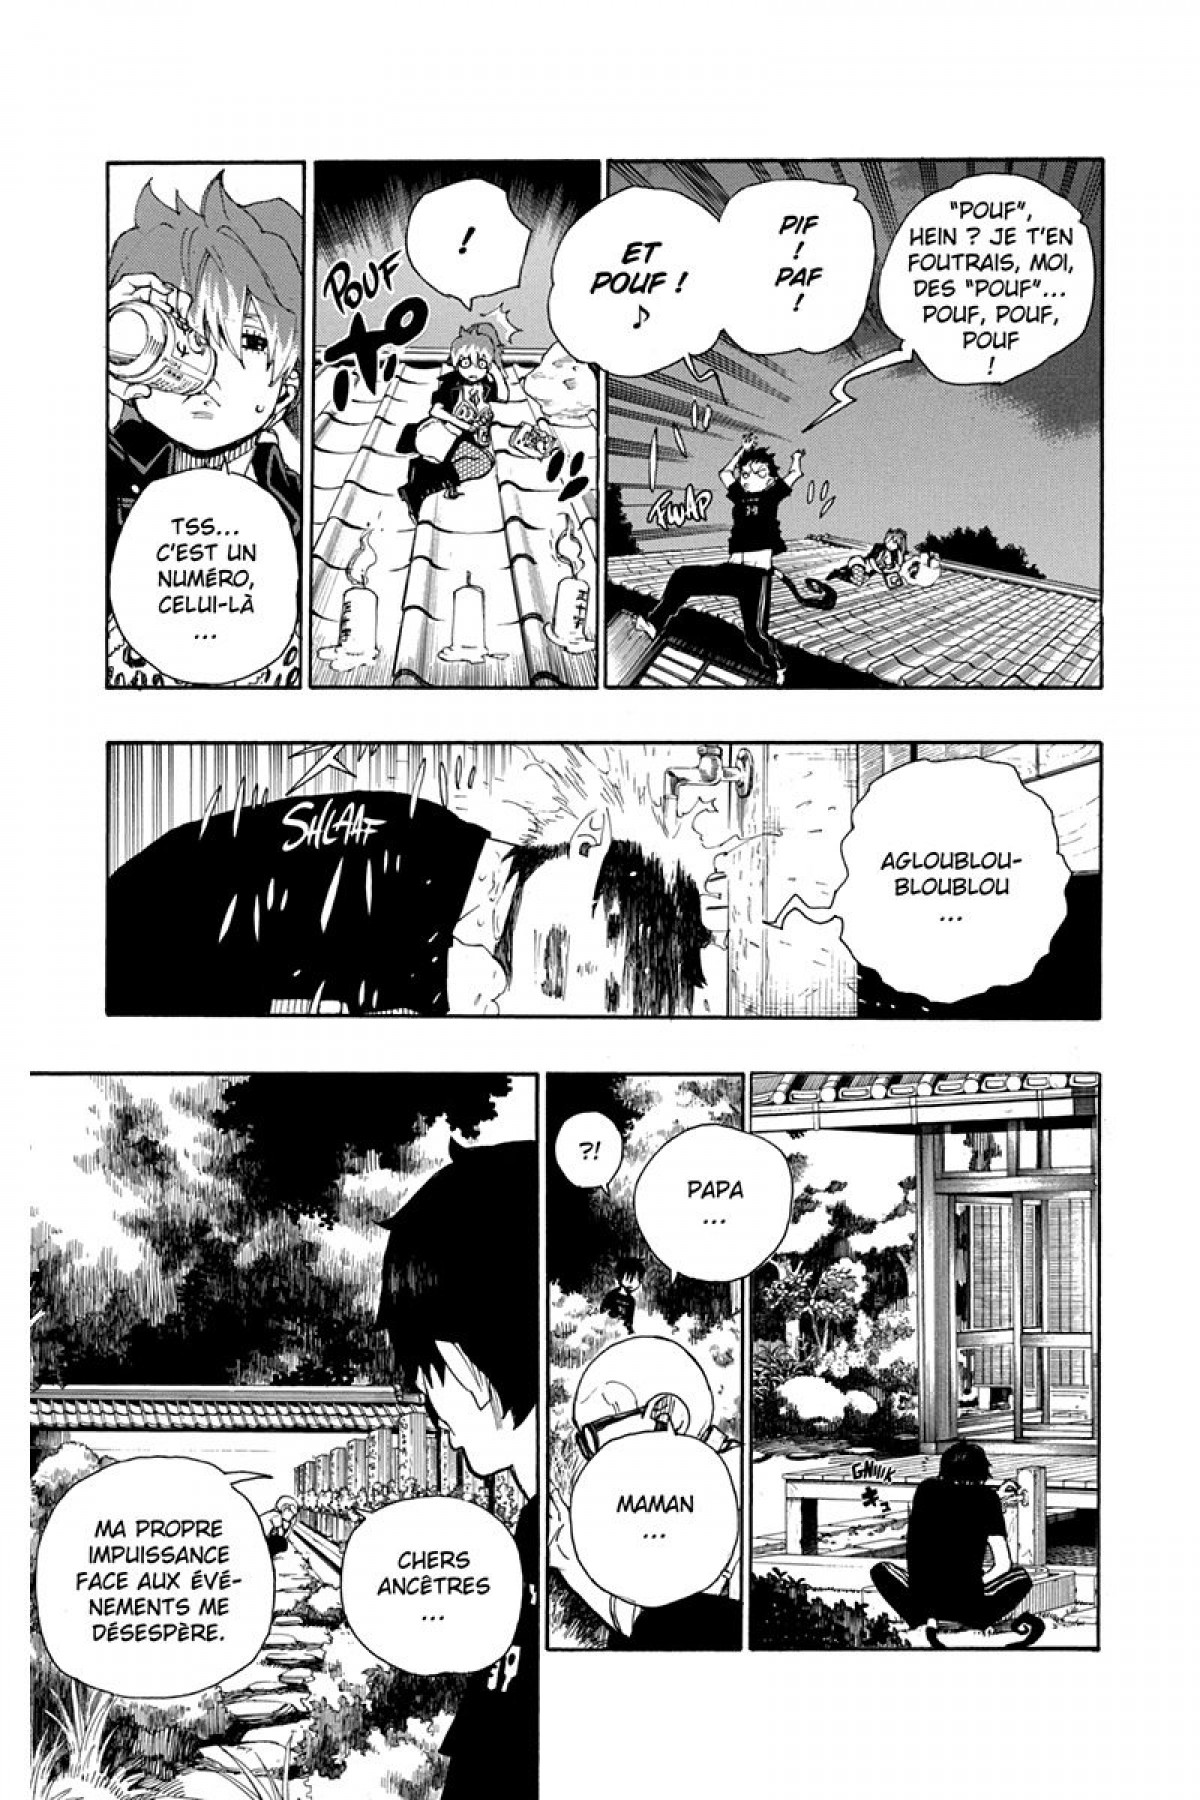 "POUF",
HEIN ? JE T'EN
FOUTRAIS, MOI,
DES "POUF"...
POUF, POUF,
POUF
!
PIF
!
PAF
!
ET
POUF !
♪
FWAP
!
POUF
TSS...
C'EST UN
NUMÉRO,
CELUI-LÀ
...
SHLAAF
AGLOUBLOU-
BLOUBLOU
...
GNIIIK
PAPA
...
?!
MAMAN
...
CHERS
ANCÊTRES
...
MA PROPRE
IMPUISSANCE
FACE AUX ÉVÉ-
NEMENTS ME
DÉSESPÈRE.